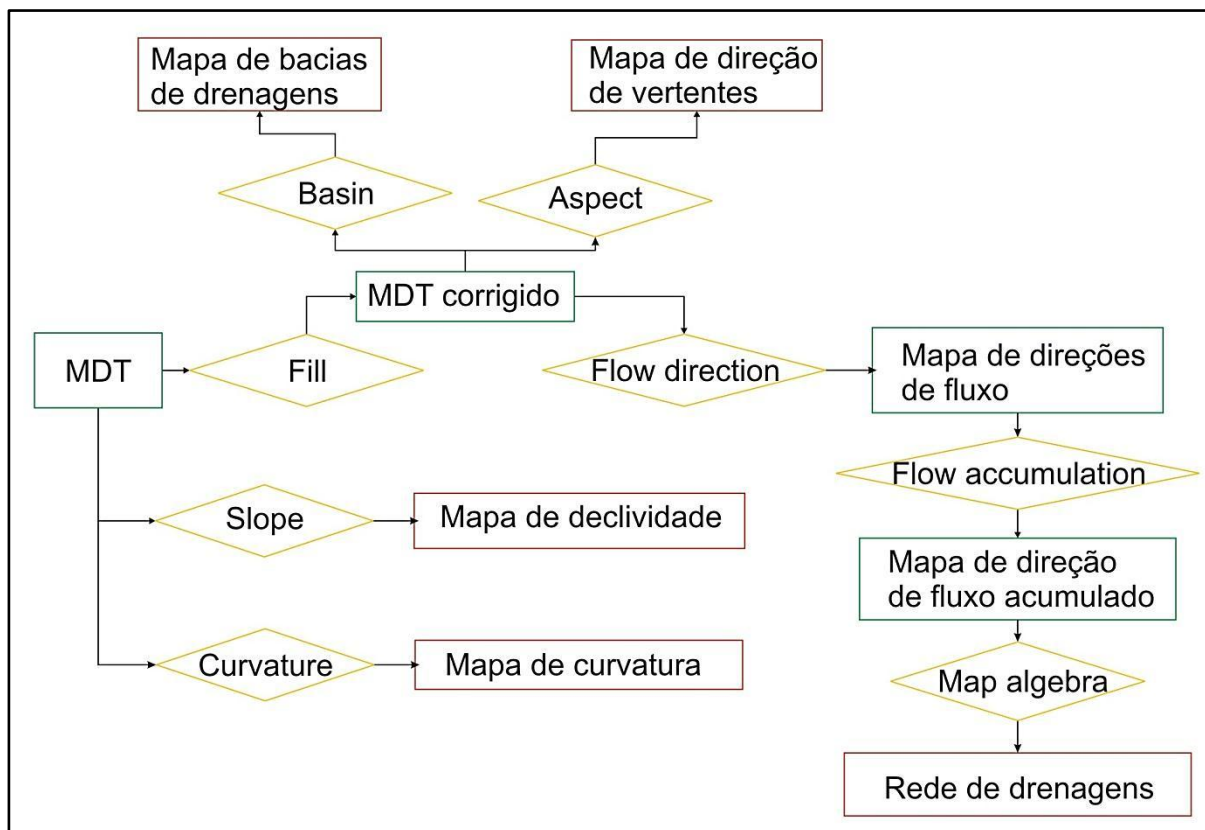 Mapa de bacias
de drenagens
Mapa de direção
de vertentes
Basin
Aspect
MDT corrigido
MDT
Fill
Flow direction
Mapa de direções
de fluxo
Flow accumulation
Slope
Mapa de declividade
Mapa de direção
de fluxo acumulado
Curvature
Mapa de curvatura
Map algebra
Rede de drenagens